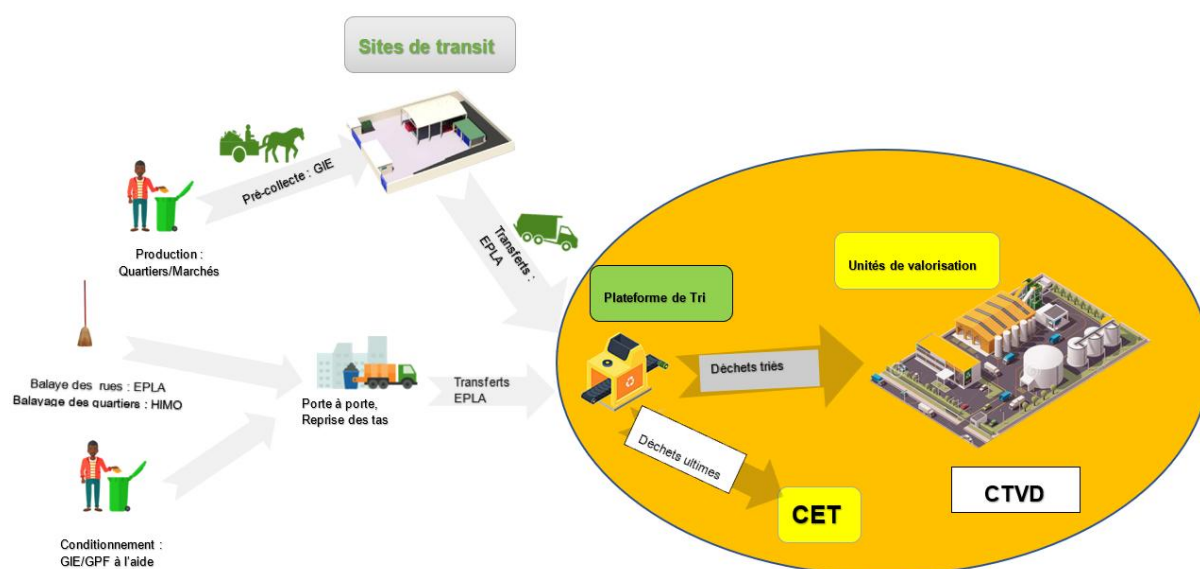 Sites de transit
Pré-collecte : GIE
Production :
Quartiers/Marchés
Transferts :
EPLA
Balaye des rues : EPLA
Balayage des quartiers : HIMO
Porte à porte,
Reprise des tas
Transferts
EPLA
Conditionnement :
GIE/GPF à l'aide
Plateforme de Tri
Unités de valorisation
Déchets triés
Déchets ultimes
CET
CTVD